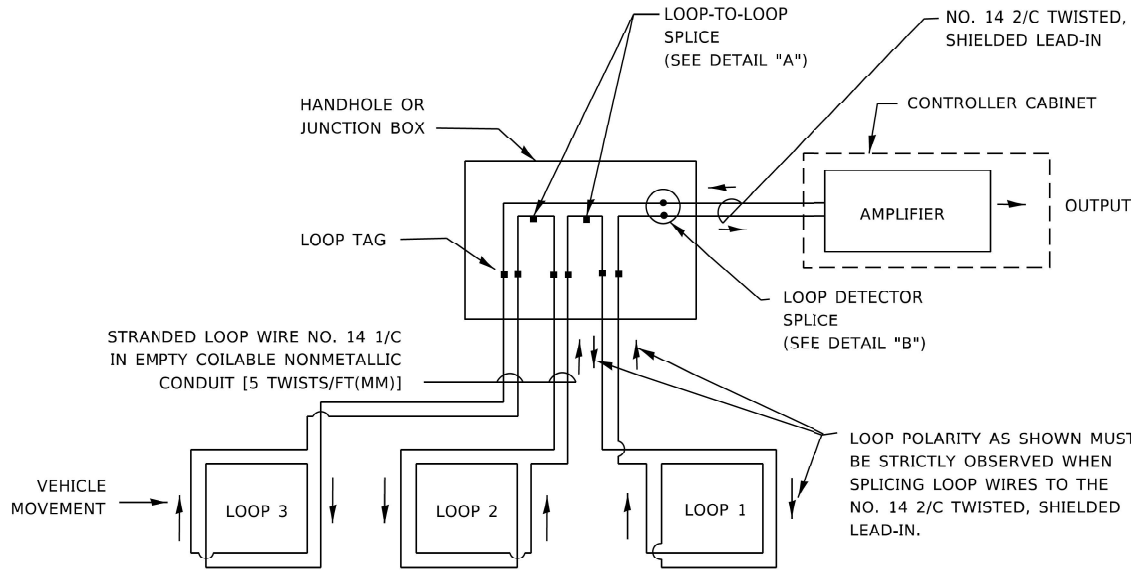 LOOP-TO-LOOP
SPLICE
(SEE DETAIL "A")
NO. 14 2/C TWISTED,
SHIELDED LEAD-IN
HANDHOLE OR
JUNCTION BOX
CONTROLLER CABINET
AMPLIFIER
OUTPUT
LOOP TAG
LOOP DETECTOR
SPLICE
(SEE DETAIL "B")
STRANDED LOOP WIRE NO. 14 1/C
IN EMPTY COILABLE NONMETALLIC
CONDUIT [5 TWISTS/FT(MM)]
LOOP POLARITY AS SHOWN MUST
BE STRICTLY OBSERVED WHEN
SPLICING LOOP WIRES TO THE
NO. 14 2/C TWISTED, SHIELDED
LEAD-IN.
VEHICLE
MOVEMENT
LOOP 3
LOOP 2
LOOP 1